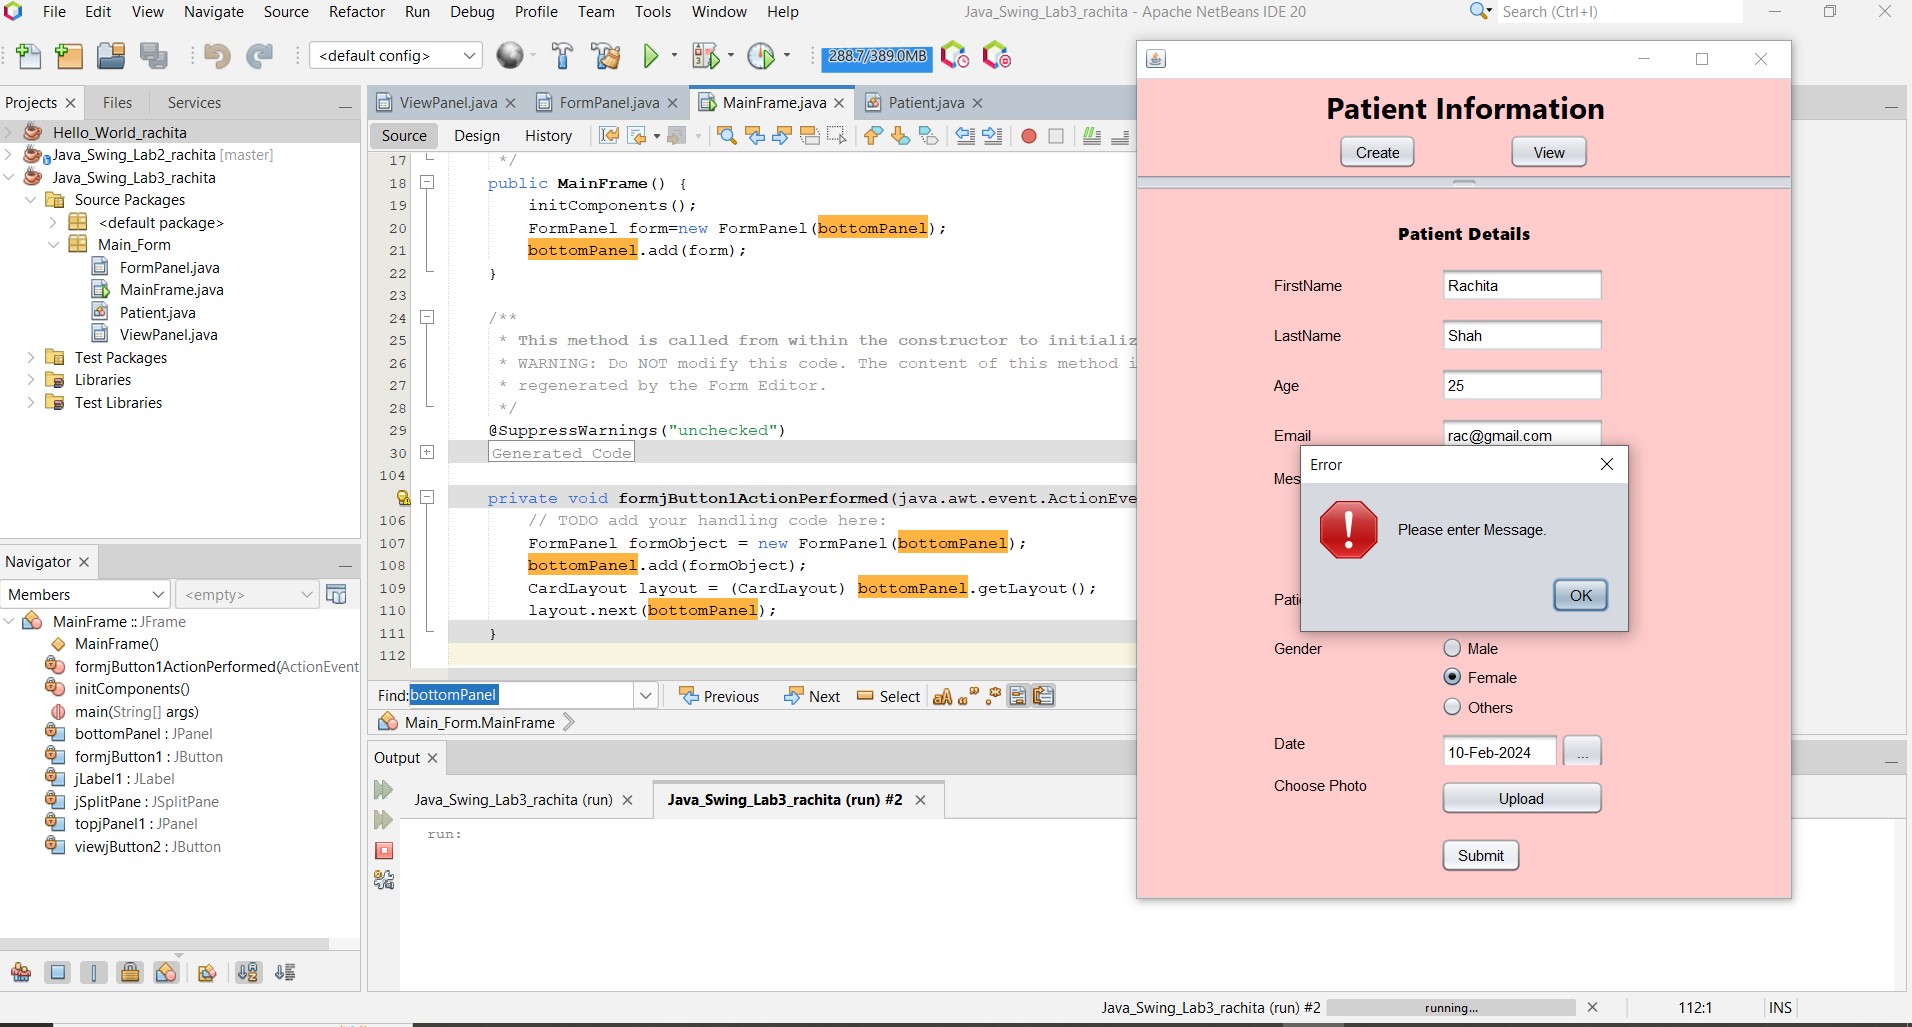 File Edit View Navigate Source Refactor Run Debug Profile Team Tools Window Help
Java_Swing_Lab3_rachita - Apache NetBeans IDE 20
Search (Ctrl+I)
<default config>
288.7/389.0MB
Projects Files Services
Hello_World_rachita
Java_Swing_Lab2_rachita [master]
Java_Swing_Lab3_rachita
Source Packages
<default package>
Main_Form
FormPanel.java
MainFrame.java
Patient.java
ViewPanel.java
Test Packages
Libraries
Test Libraries
Navigator
Members
<empty>
MainFrame :: JFrame
MainFrame()
formjButton1ActionPerformed(ActionEvent
initComponents()
main(String[] args)
bottomPanel : JPanel
formjButton1 : JButton
jLabel1 : JLabel
jSplitPane : JSplitPane
topjPanel1 : JPanel
viewjButton2 : JButton
ViewPanel.java FormPanel.java MainFrame.java Patient.java
Source Design History
17 */
18 public MainFrame() {
19 initComponents();
20 FormPanel form=new FormPanel(bottomPanel);
21 bottomPanel.add(form);
22 }
23
24 /**
25 * This method is called from within the constructor to initializ
26 * WARNING: Do NOT modify this code. The content of this method i
27 * regenerated by the Form Editor.
28 */
29 @SuppressWarnings("unchecked")
30 Generated Code
104
private void formjButton1ActionPerformed(java.awt.event.ActionEve
106 // TODO add your handling code here:
107 FormPanel formObject = new FormPanel(bottomPanel);
108 bottomPanel.add(formObject);
109 CardLayout layout = (CardLayout) bottomPanel.getLayout();
110 layout.next(bottomPanel);
111 }
112
Find: bottomPanel
Previous Next Select
Main_Form.MainFrame
Output
Java_Swing_Lab3_rachita (run) Java_Swing_Lab3_rachita (run) #2
run:
Patient Information
Create View
Patient Details
FirstName Rachita
LastName Shah
Age 25
Email rac@gmail.com
Mes
Error
Please enter Message.
OK
Pati
Gender Male
Female
Others
Date 10-Feb-2024 ...
Choose Photo Upload
Submit
Java_Swing_Lab3_rachita (run) #2 running... 112:1 INS